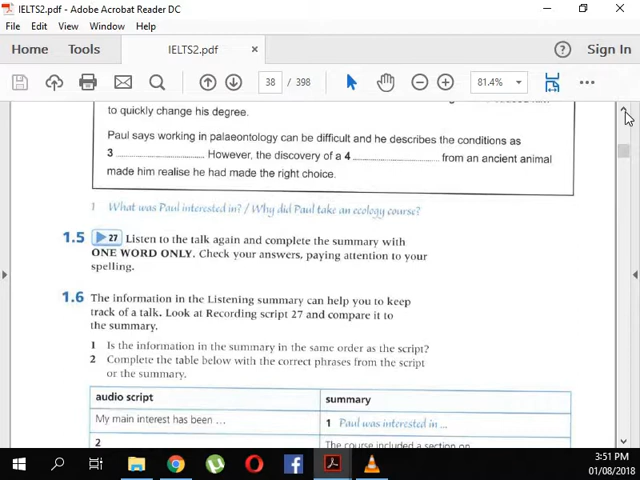 IELTS2.pdf - Adobe Acrobat Reader DC
File Edit View Window Help
Home Tools IELTS2.pdf × ? Sign In
38 / 398 81.4%
to quickly change his degree.
Paul says working in palaeontology can be difficult and he describes the conditions as
3 ........................... However, the discovery of a 4 ........................... from an ancient animal
made him realise he had made the right choice.
1 What was Paul interested in? / Why did Paul take an ecology course?
1.5 27 Listen to the talk again and complete the summary with
ONE WORD ONLY. Check your answers, paying attention to your
spelling.
1.6 The information in the Listening summary can help you to keep
track of a talk. Look at Recording script 27 and compare it to
the summary.
1 Is the information in the summary in the same order as the script?
2 Complete the table below with the correct phrases from the script
or the summary.
audio script summary
My main interest has been ... 1 Paul was interested in ...
2 The course included a section on
3:51 PM
01/08/2018